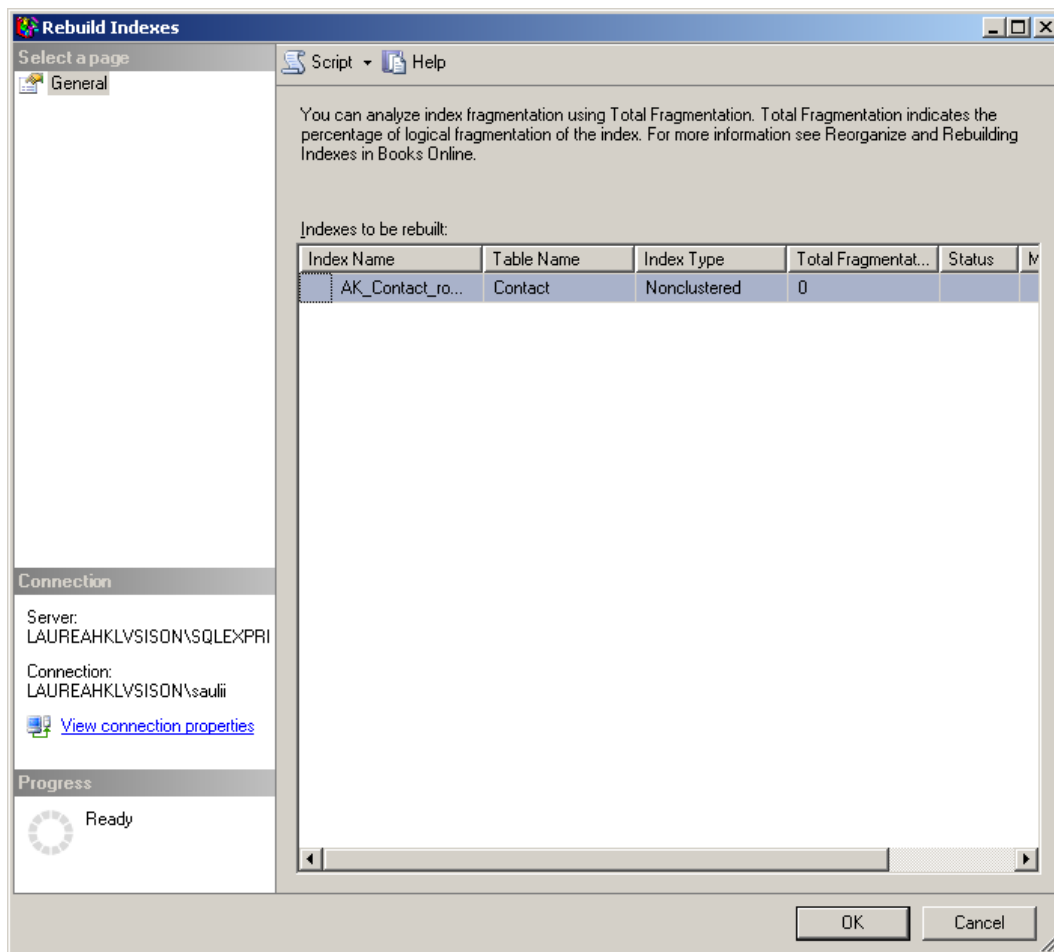 Rebuild Indexes
Select a page
General
Script Help
You can analyze index fragmentation using Total Fragmentation. Total Fragmentation indicates the
percentage of logical fragmentation of the index. For more information see Reorganize and Rebuilding
Indexes in Books Online.
Indexes to be rebuilt:
Index Name Table Name Index Type Total Fragmentat... Status M
AK_Contact_ro... Contact Nonclustered 0
Connection
Server:
LAUREAHKLVSISON\SQLEXPRI
Connection:
LAUREAHKLVSISON\saulii
View connection properties
Progress
Ready
OK Cancel